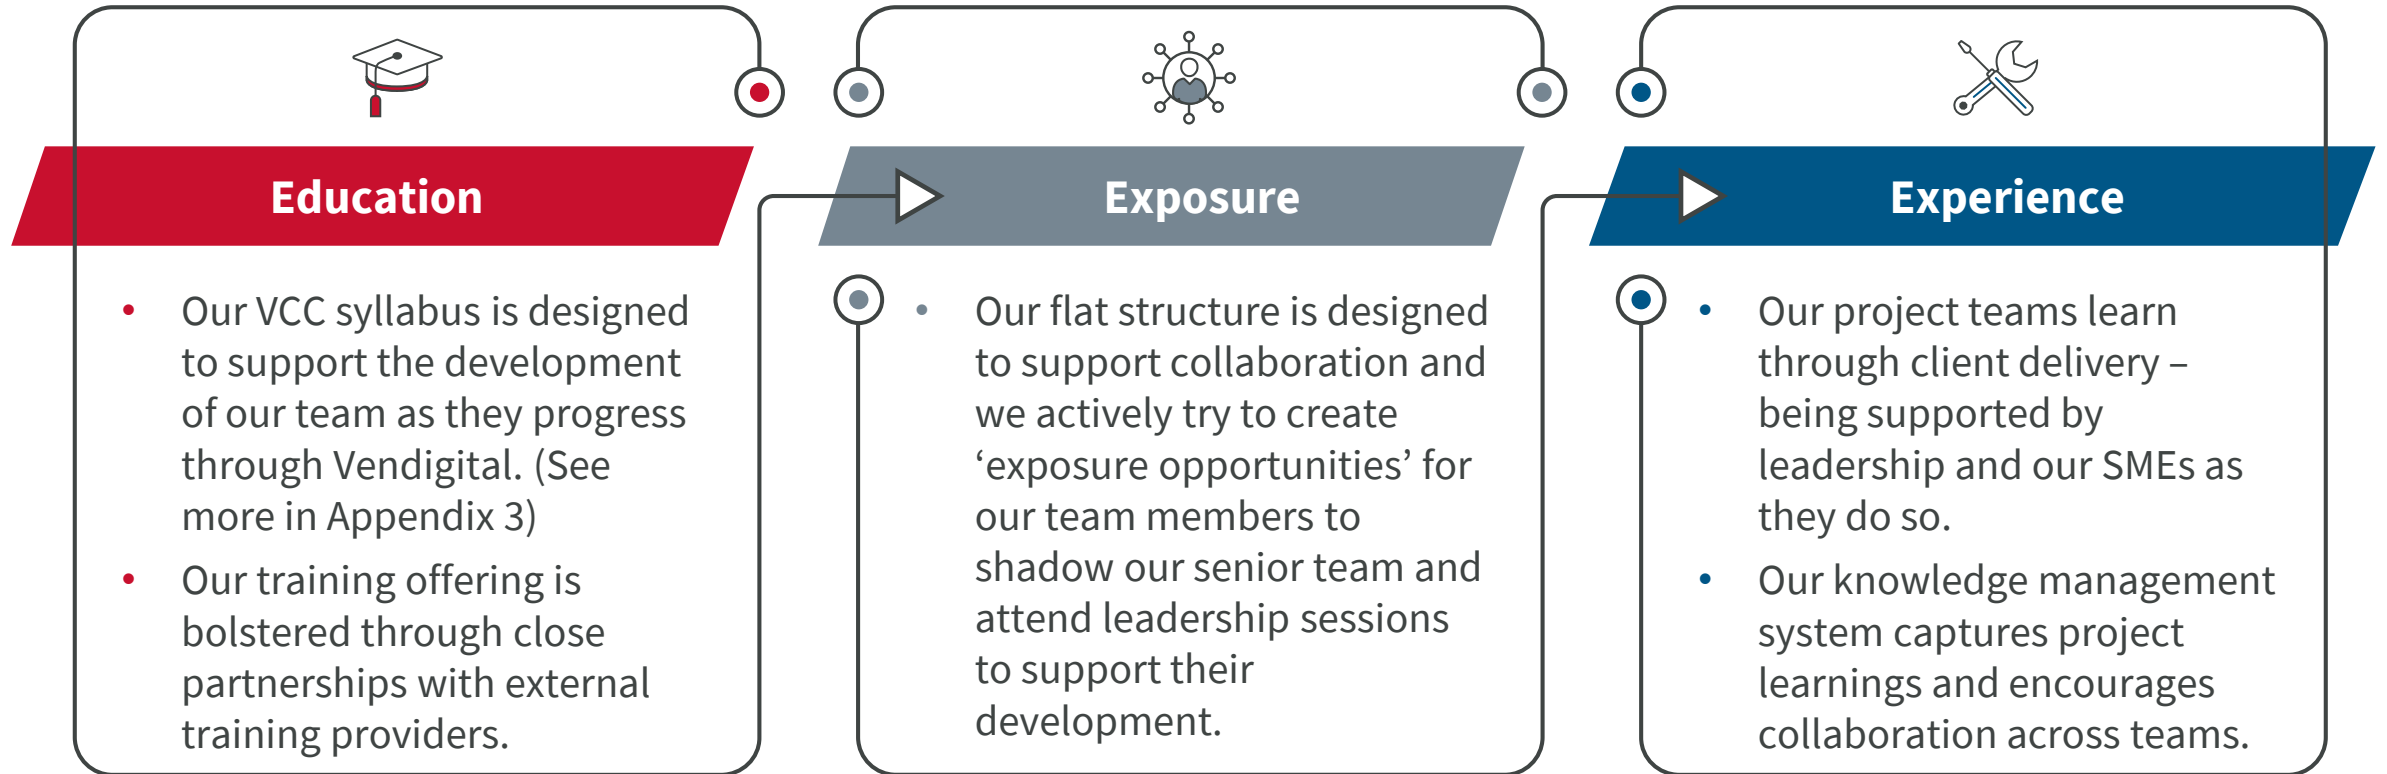 Education
• Our VCC syllabus is designed
to support the development
of our team as they progress
through Vendigital. (See
more in Appendix 3)
• Our training offering is
bolstered through close
partnerships with external
training providers.
Exposure
• Our flat structure is designed
to support collaboration and
we actively try to create
‘exposure opportunities’ for
our team members to
shadow our senior team and
attend leadership sessions
to support their
development.
Experience
• Our project teams learn
through client delivery –
being supported by
leadership and our SMEs as
they do so.
• Our knowledge management
system captures project
learnings and encourages
collaboration across teams.